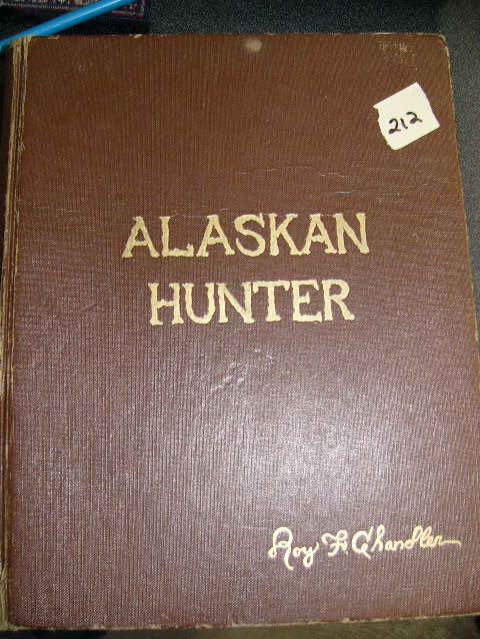 212
ALASKAN
HUNTER
Roy F. Chandler